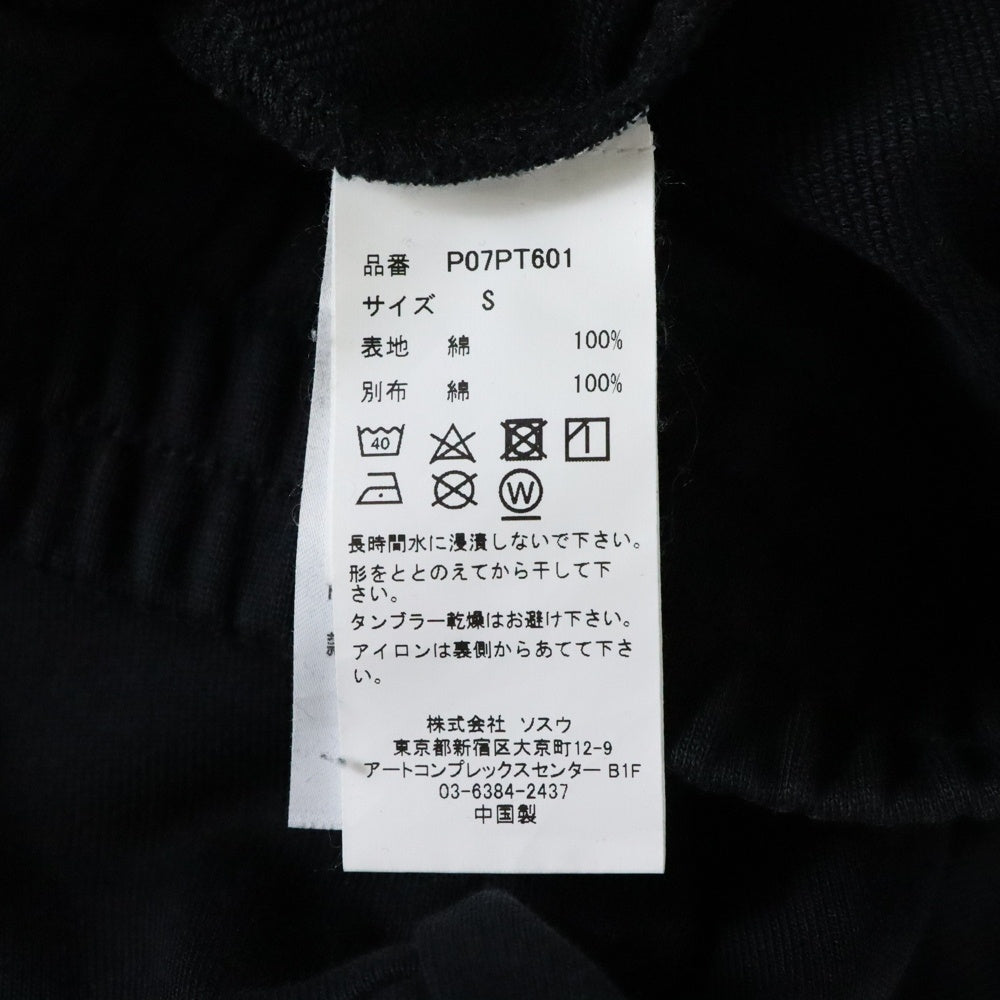 品番 P07PT601
サイズ S
表地 綿 100%
別布 綿 100%
40
W
長時間水に浸漬しないで下さい。
形をととのえてから干して下
さい。
タンブラー乾燥はお避け下さい。
アイロンは裏側からあてて下さ
い。
株式会社 ソスウ
東京都新宿区大京町12-9
アートコンプレックスセンター B1F
03-6384-2437
中国製